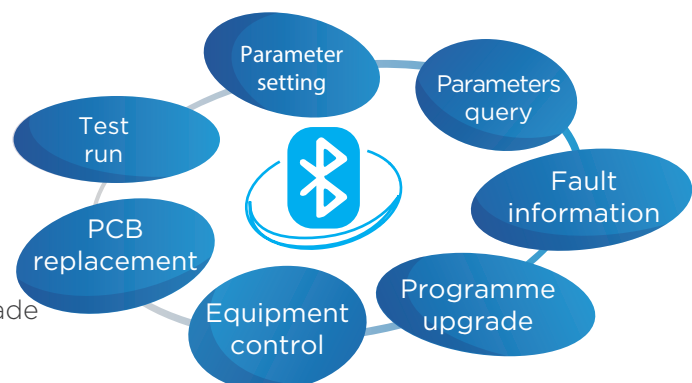 Parameter
setting
Parameters
query
Test
run
Fault
information
PCB
replacement
Programme
upgrade
Equipment
control